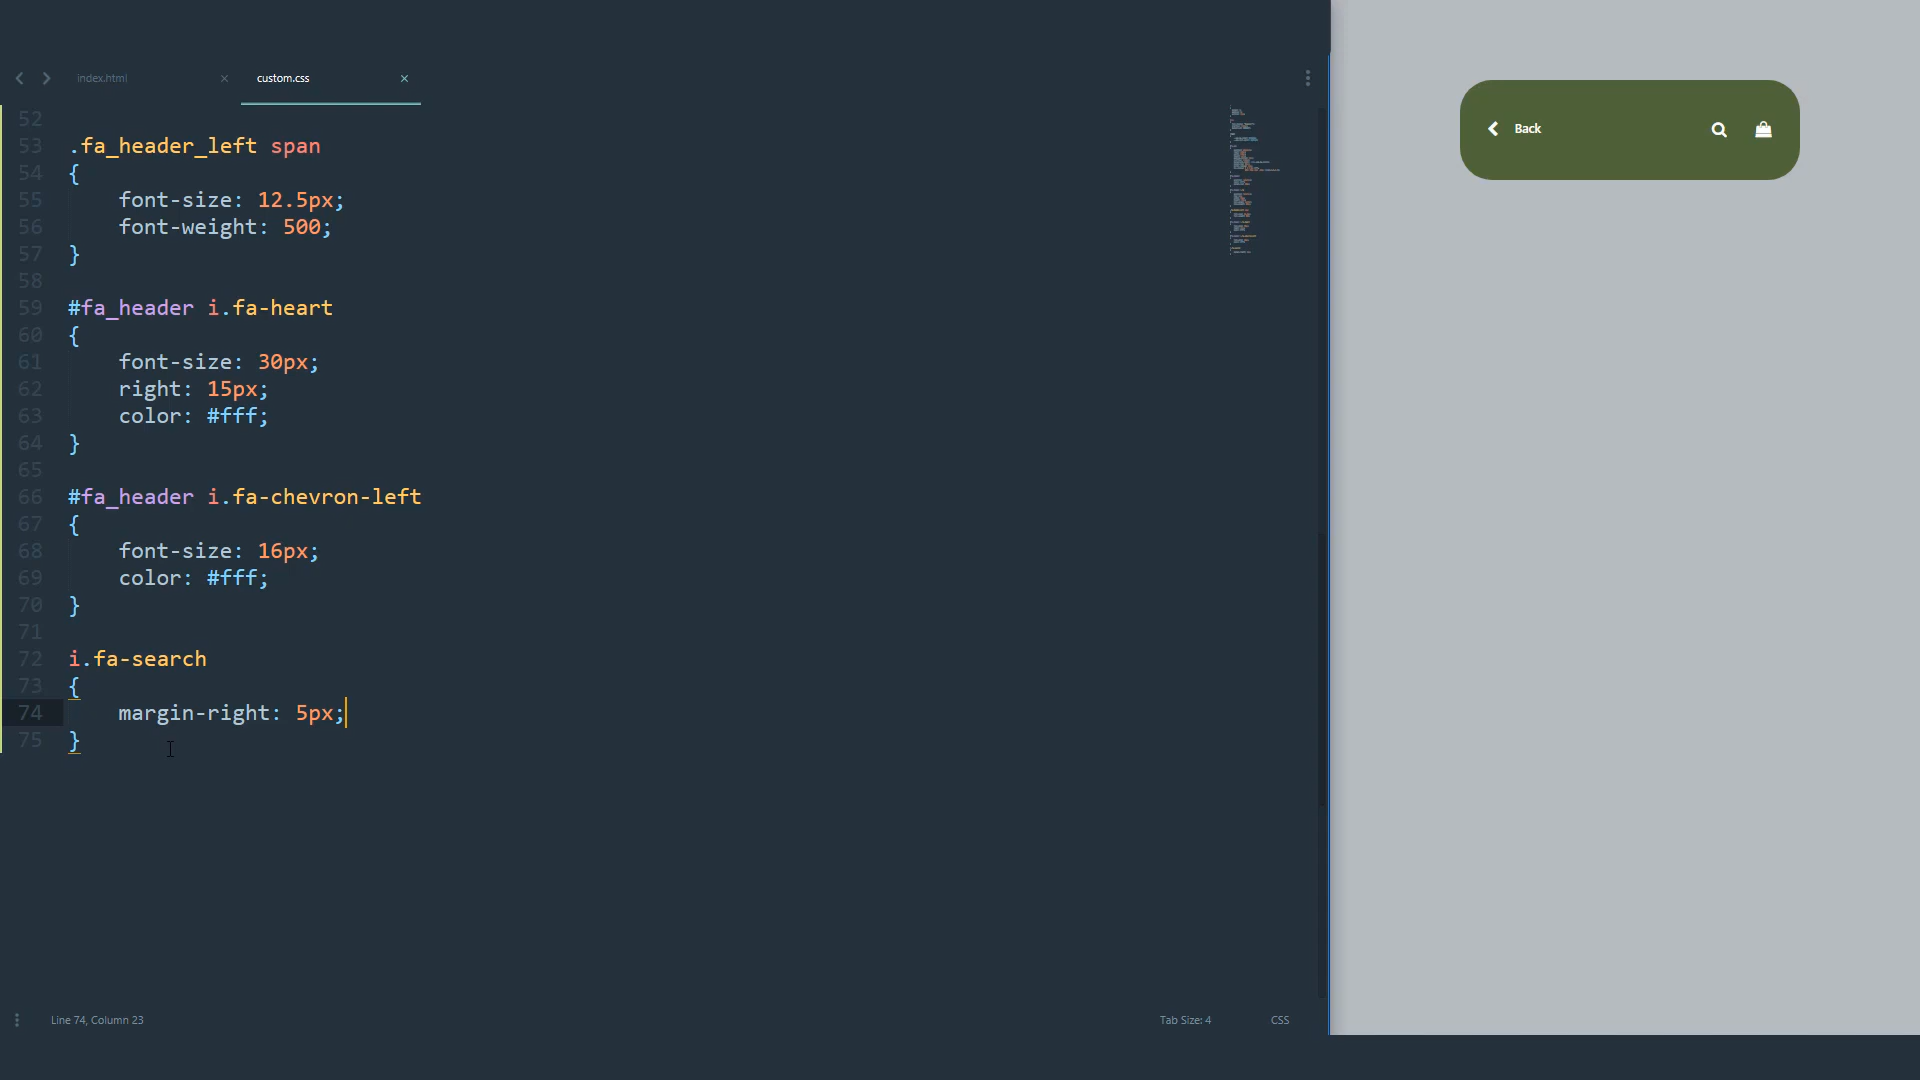 index.html
custom.css
52
53 .fa_header_left span
54 {
55 font-size: 12.5px;
56 font-weight: 500;
57 }
58
59 #fa_header i.fa-heart
60 {
61 font-size: 30px;
62 right: 15px;
63 color: #fff;
64 }
65
66 #fa_header i.fa-chevron-left
67 {
68 font-size: 16px;
69 color: #fff;
70 }
71
72 i.fa-search
73 {
74 margin-right: 5px;
75 }
Back
Line 74, Column 23
Tab Size: 4
CSS